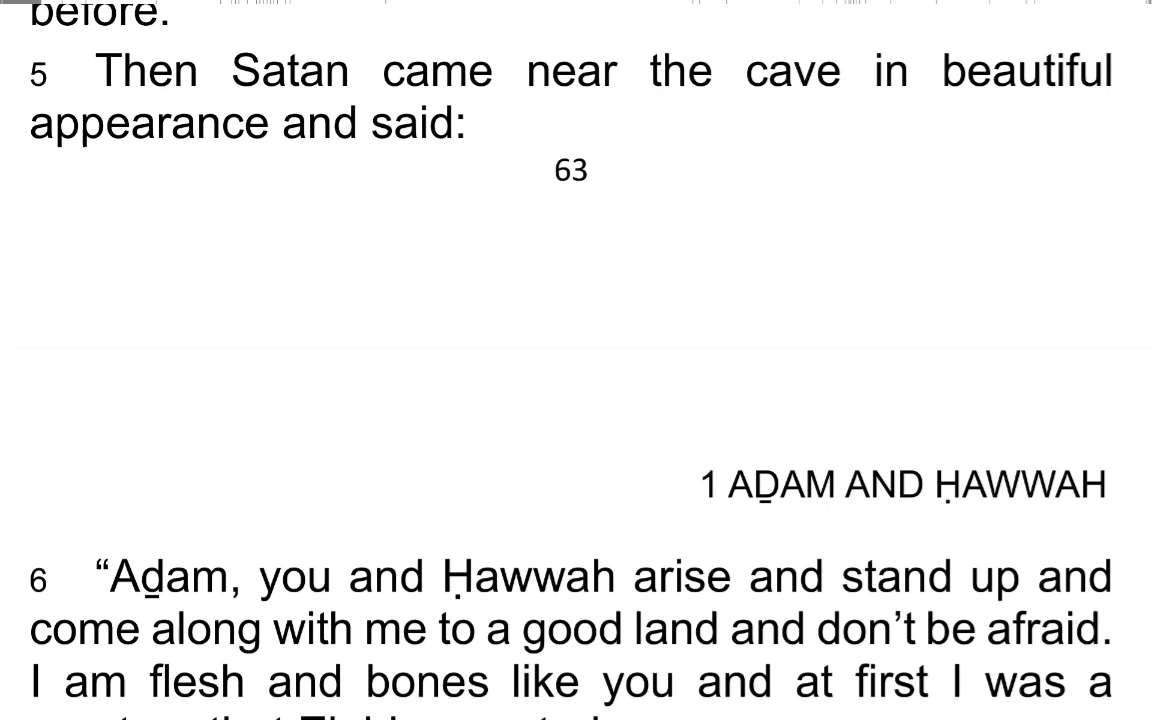 before.
5 Then Satan came near the cave in beautiful
appearance and said:
63
1 AḎAM AND ḤAWWAH
6 “Aḏam, you and Ḥawwah arise and stand up and
come along with me to a good land and don’t be afraid.
I am flesh and bones like you and at first I was a